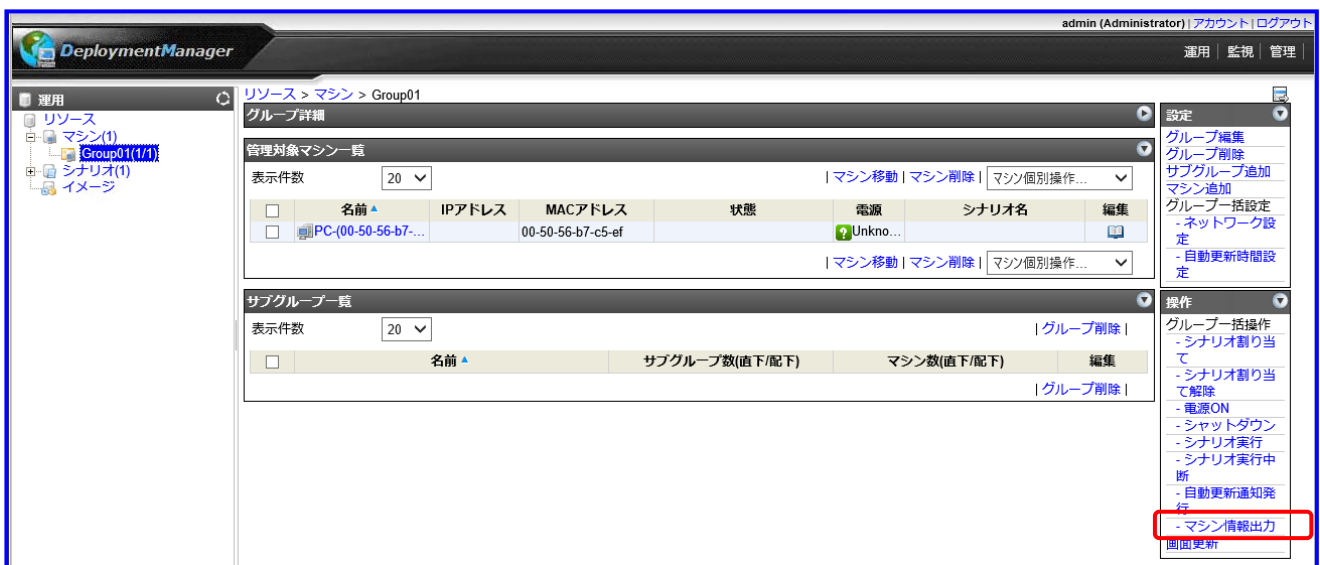 admin (Administrator) | アカウント | ログアウト
DeploymentManager
運用 | 監視 | 管理
運用
リソース
マシン(1)
Group01(1/1)
シナリオ(1)
イメージ
リソース > マシン > Group01
グループ詳細
管理対象マシン一覧
表示件数 20 | マシン移動 | マシン削除 | マシン個別操作...
名前 IPアドレス MACアドレス 状態 電源 シナリオ名 編集
PC-(00-50-56-b7-... 00-50-56-b7-c5-ef Unkno...
| マシン移動 | マシン削除 | マシン個別操作...
サブグループ一覧
表示件数 20 | グループ削除 |
名前 サブグループ数(直下/配下) マシン数(直下/配下) 編集
| グループ削除 |
設定
グループ編集
グループ削除
サブグループ追加
マシン追加
グループ一括設定
- ネットワーク設
定
- 自動更新時間設
定
操作
グループ一括操作
- シナリオ割り当
て
- シナリオ割り当
て解除
- 電源ON
- シャットダウン
- シナリオ実行
- シナリオ実行中
断
- 自動更新通知発
行
- マシン情報出力
画面更新